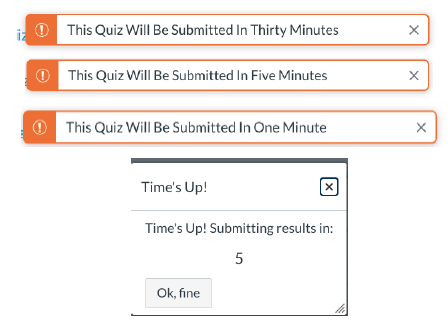 This Quiz Will Be Submitted In Thirty Minutes
This Quiz Will Be Submitted In Five Minutes
This Quiz Will Be Submitted In One Minute
Time's Up!
Time's Up! Submitting results in:
5
Ok, fine